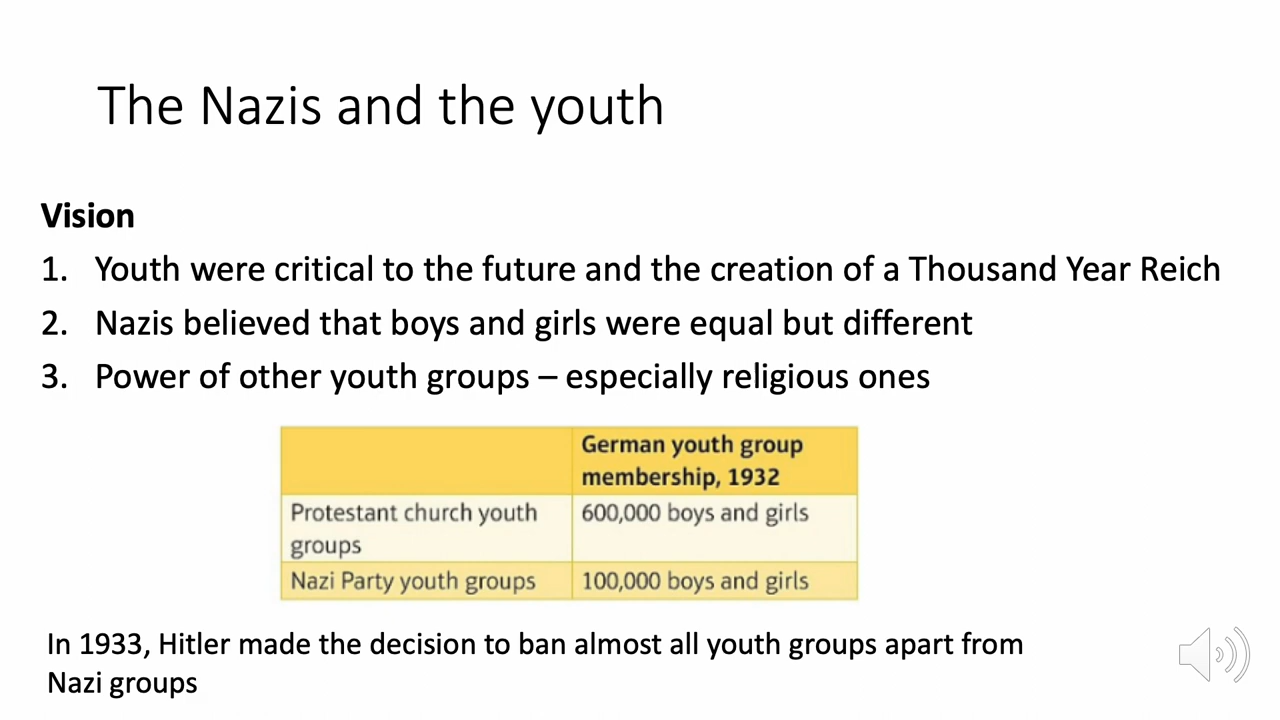 The Nazis and the youth
Vision
1. Youth were critical to the future and the creation of a Thousand Year Reich
2. Nazis believed that boys and girls were equal but different
3. Power of other youth groups – especially religious ones
German youth group
membership, 1932
Protestant church youth
groups
600,000 boys and girls
Nazi Party youth groups
100,000 boys and girls
In 1933, Hitler made the decision to ban almost all youth groups apart from
Nazi groups